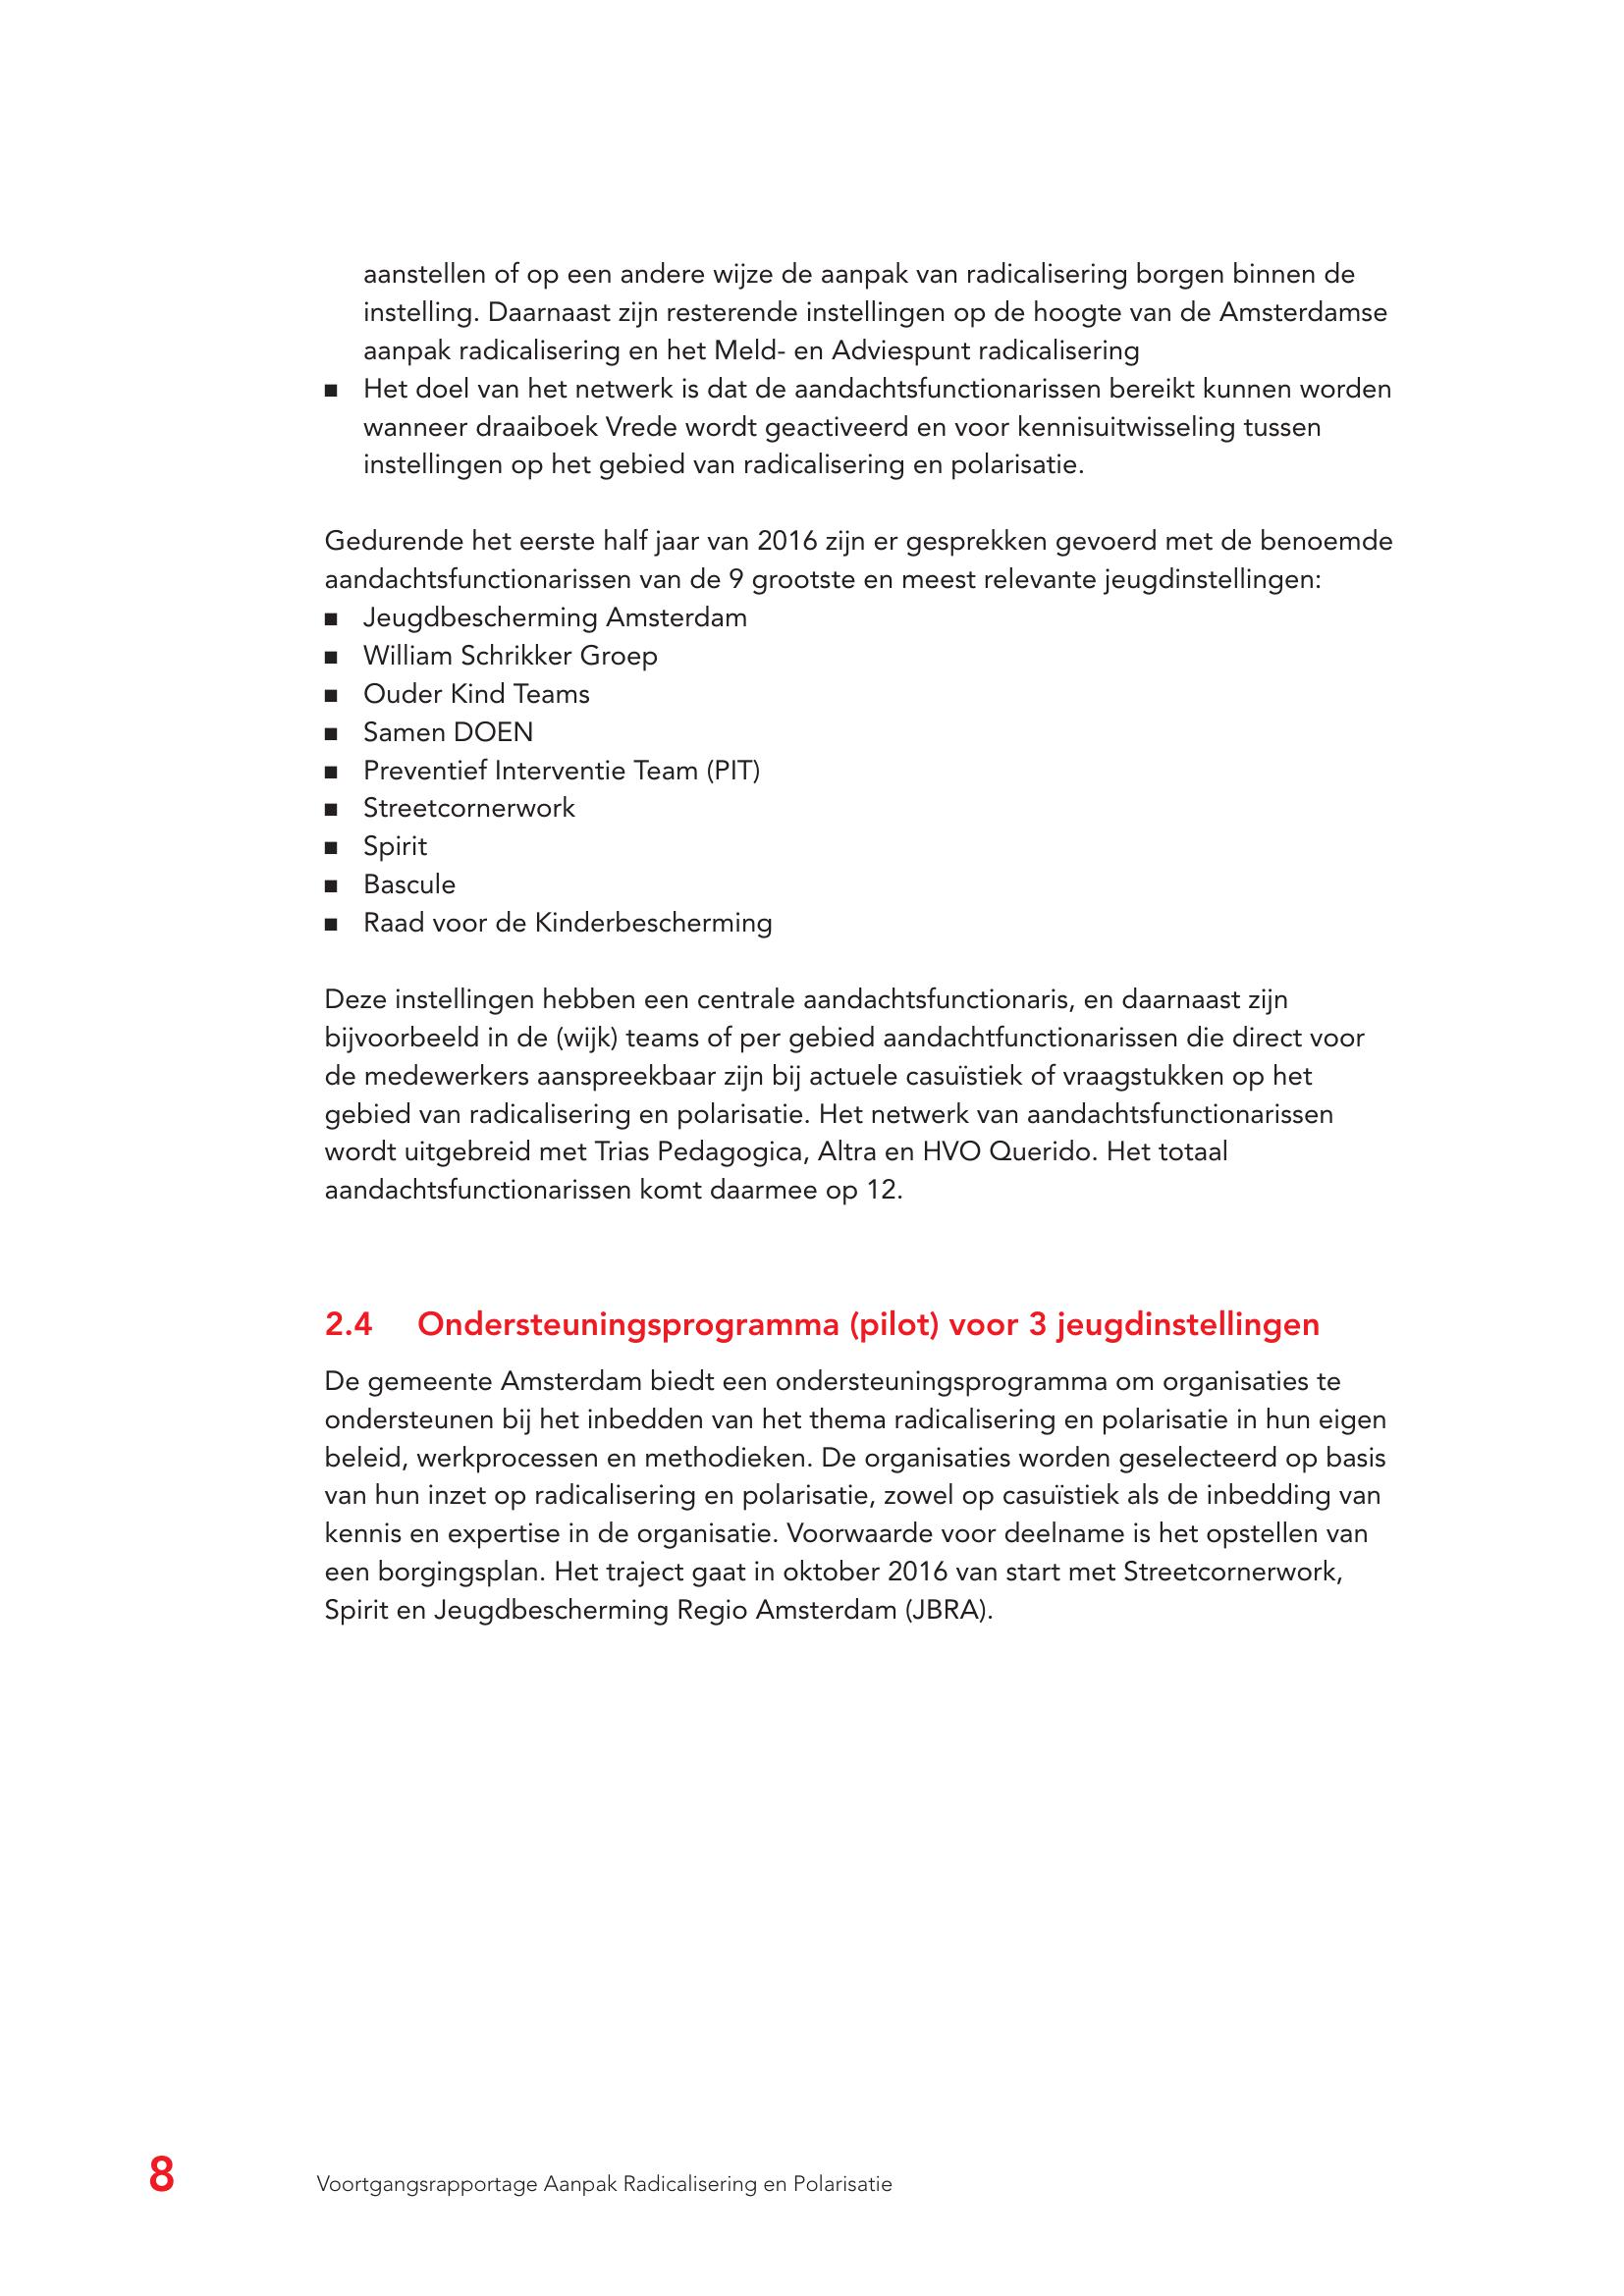 aanstellen of op een andere wijze de aanpak van radicalisering borgen binnen de
instelling. Daarnaast zijn resterende instellingen op de hoogte van de Amsterdamse
aanpak radicalisering en het Meld- en Adviespunt radicalisering
■ Het doel van het netwerk is dat de aandachtsfunctionarissen bereikt kunnen worden
wanneer draaiboek Vrede wordt geactiveerd en voor kennisuitwisseling tussen
instellingen op het gebied van radicalisering en polarisatie.
Gedurende het eerste half jaar van 2016 zijn er gesprekken gevoerd met de benoemde
aandachtsfunctionarissen van de 9 grootste en meest relevante jeugdinstellingen:
■ Jeugdbescherming Amsterdam
■ William Schrikker Groep
■ Ouder Kind Teams
■ Samen DOEN
■ Preventief Interventie Team (PIT)
■ Streetcornerwork
■ Spirit
■ Bascule
■ Raad voor de Kinderbescherming
Deze instellingen hebben een centrale aandachtsfunctionaris, en daarnaast zijn
bijvoorbeeld in de (wijk) teams of per gebied aandachtfunctionarissen die direct voor
de medewerkers aanspreekbaar zijn bij actuele casuïstiek of vraagstukken op het
gebied van radicalisering en polarisatie. Het netwerk van aandachtsfunctionarissen
wordt uitgebreid met Trias Pedagogica, Altra en HVO Querido. Het totaal
aandachtsfunctionarissen komt daarmee op 12.
2.4 Ondersteuningsprogramma (pilot) voor 3 jeugdinstellingen
De gemeente Amsterdam biedt een ondersteuningsprogramma om organisaties te
ondersteunen bij het inbedden van het thema radicalisering en polarisatie in hun eigen
beleid, werkprocessen en methodieken. De organisaties worden geselecteerd op basis
van hun inzet op radicalisering en polarisatie, zowel op casuïstiek als de inbedding van
kennis en expertise in de organisatie. Voorwaarde voor deelname is het opstellen van
een borgingsplan. Het traject gaat in oktober 2016 van start met Streetcornerwork,
Spirit en Jeugdbescherming Regio Amsterdam (JBRA).
8 Voortgangsrapportage Aanpak Radicalisering en Polarisatie